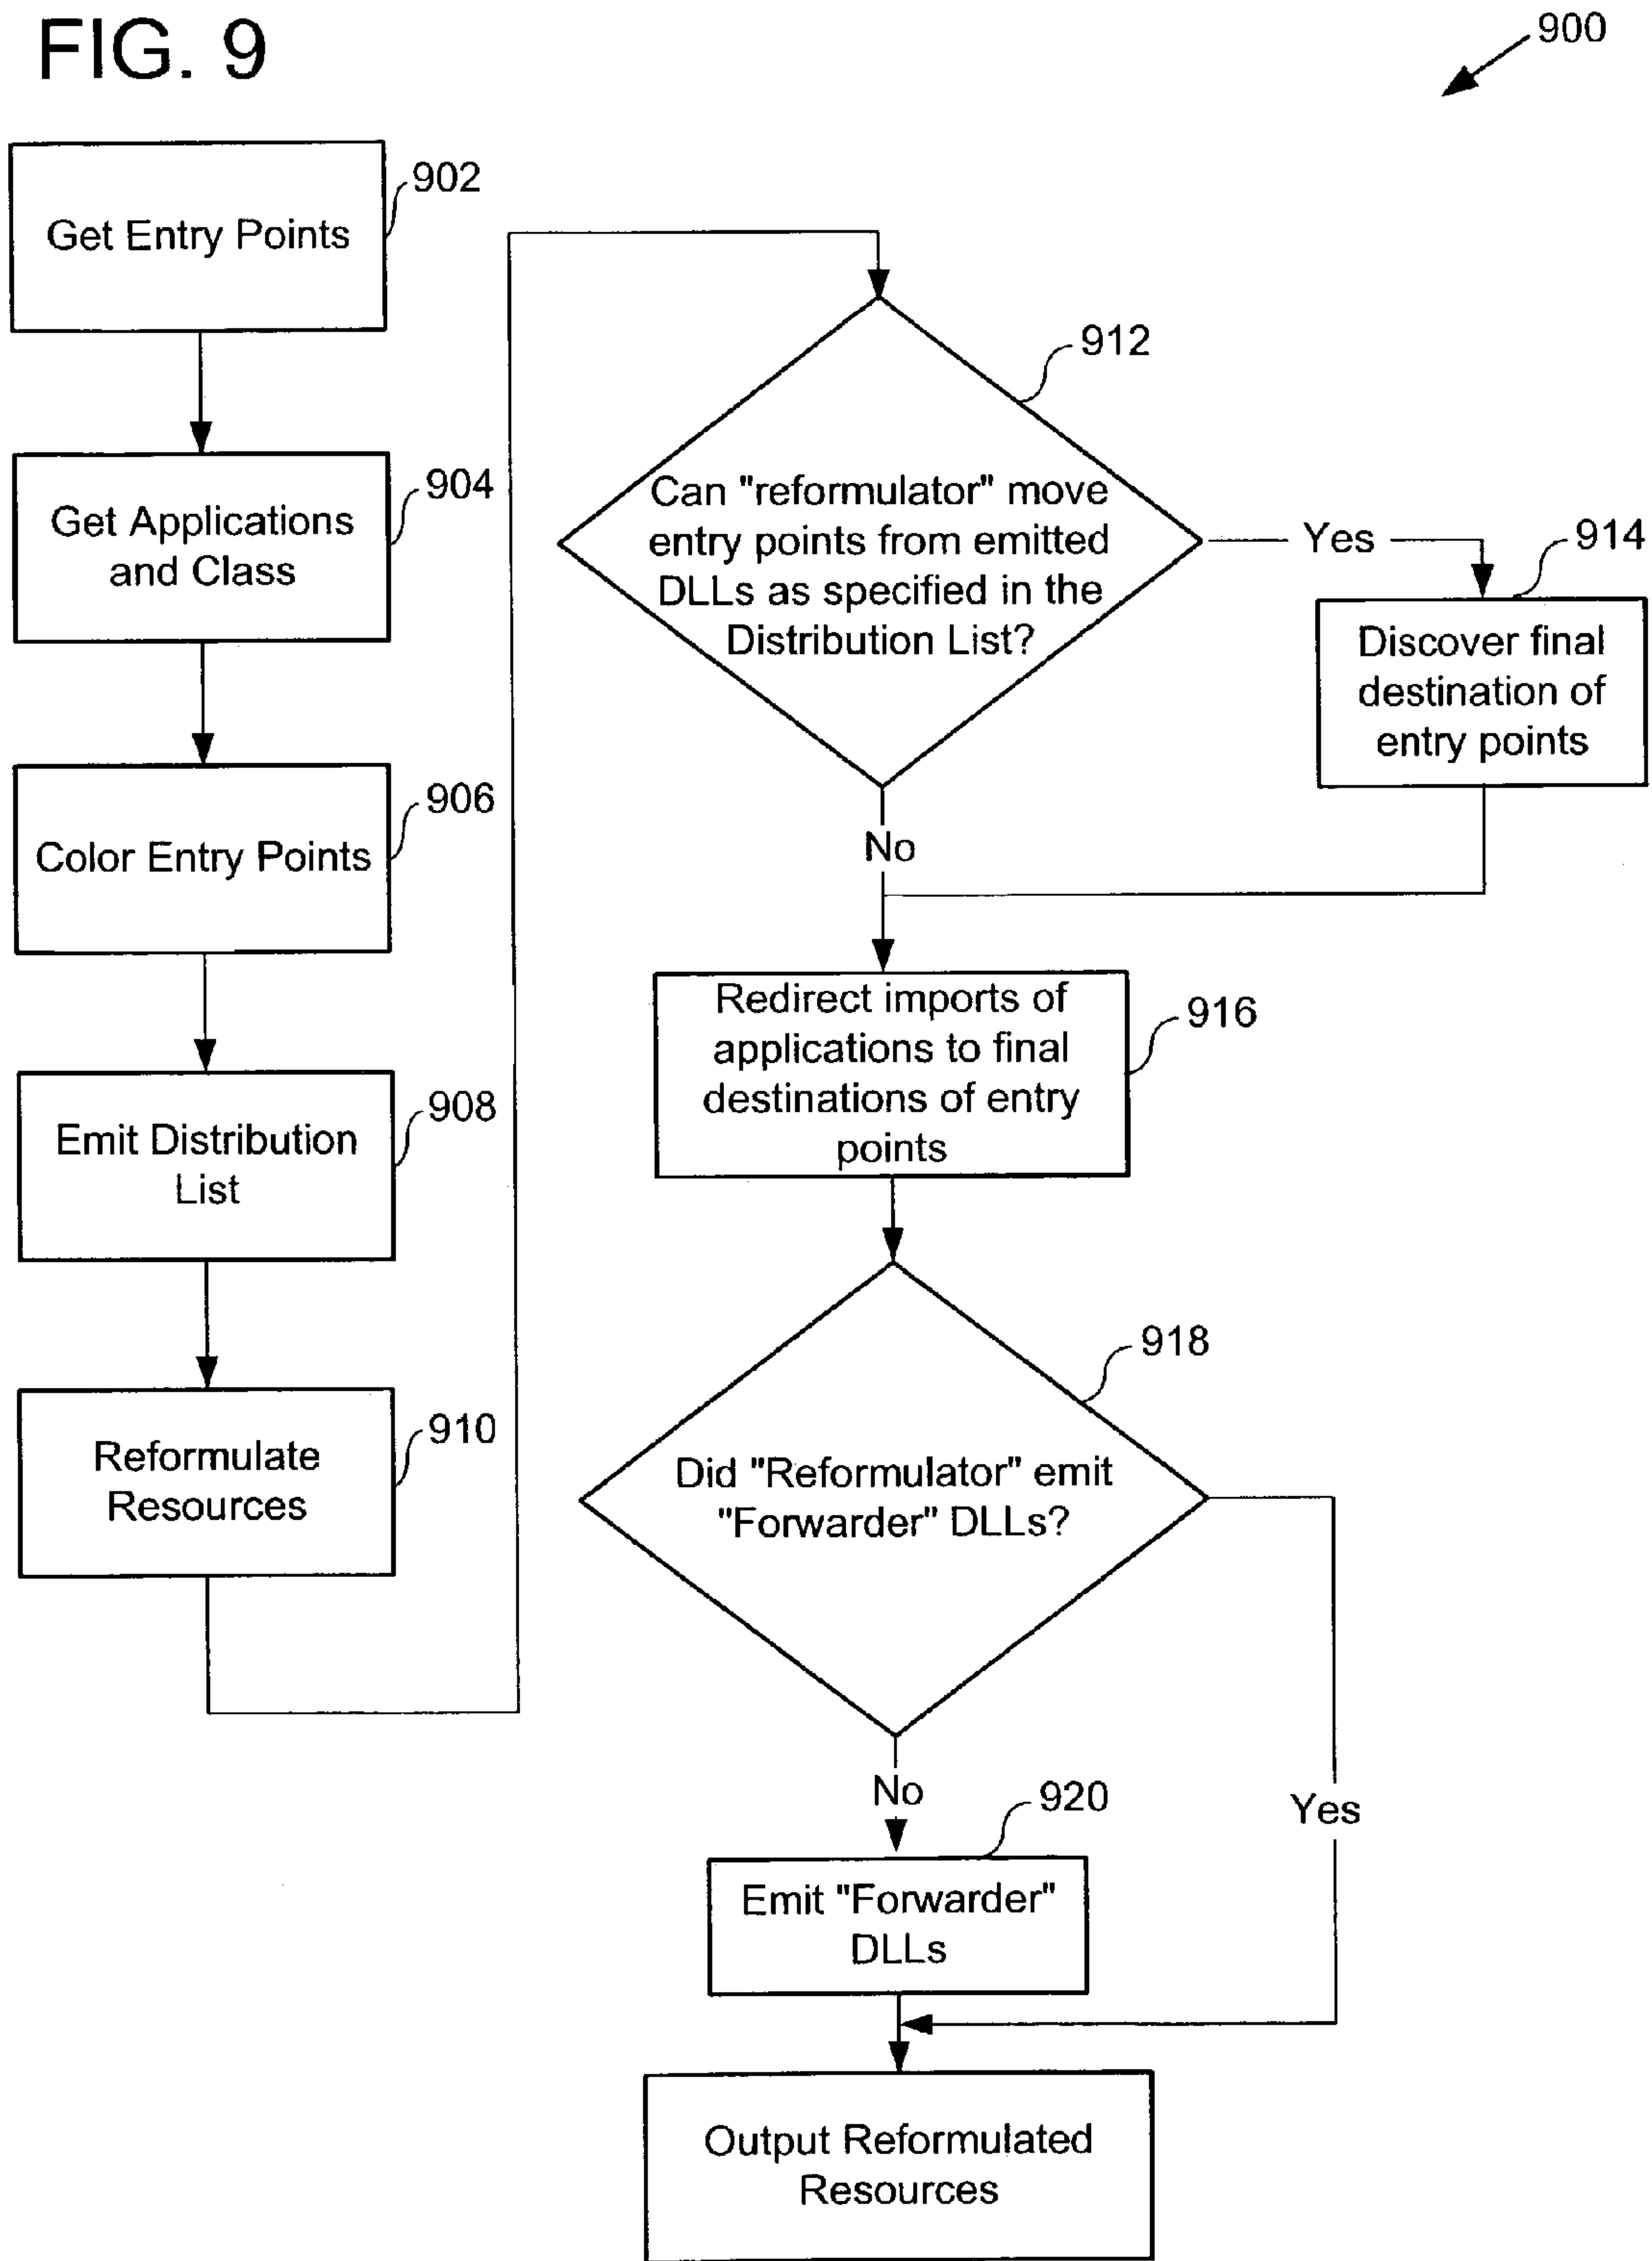 FIG. 9
900
902
Get Entry Points
904
Get Applications
and Class
906
Color Entry Points
908
Emit Distribution
List
910
Reformulate
Resources
912
Can "reformulator" move
entry points from emitted
DLLs as specified in the
Distribution List?
Yes
914
Discover final
destination of
entry points
No
Redirect imports of
applications to final
destinations of entry
points
916
918
Did "Reformulator" emit
"Forwarder" DLLs?
No
920
Yes
Emit "Forwarder"
DLLs
Output Reformulated
Resources